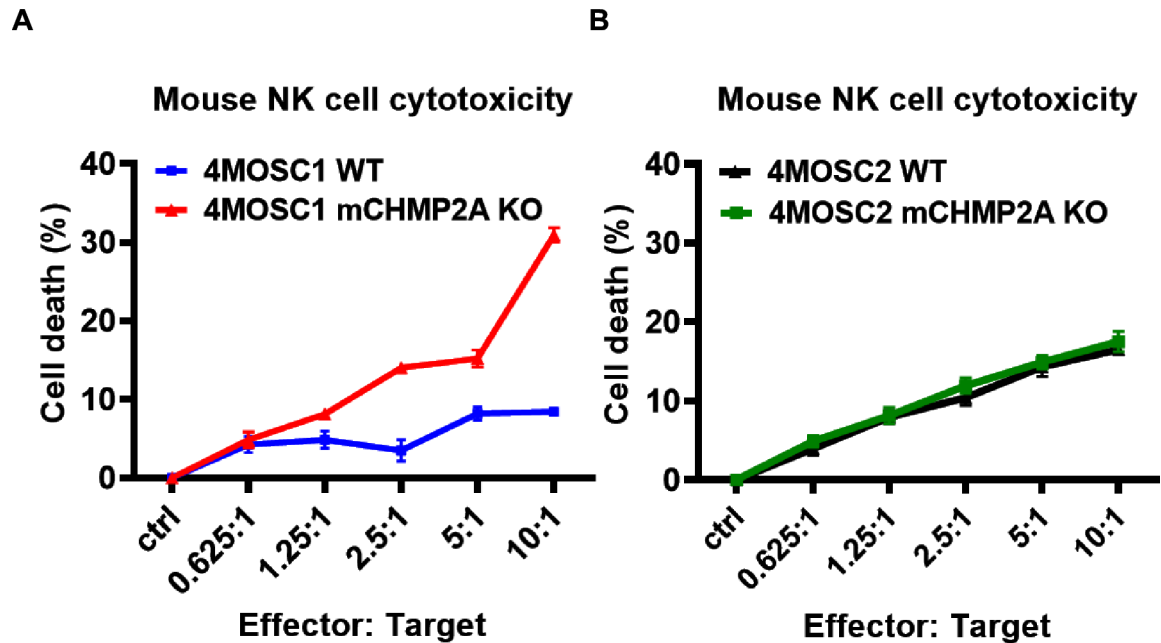 A
Mouse NK cell cytotoxicity
4MOSC1 WT
4MOSC1 mCHMP2A KO
Cell death (%)
40
30
20
10
0
ctrl
0.625:1
1.25:1
2.5:1
5:1
10:1
Effector: Target
B
Mouse NK cell cytotoxicity
4MOSC2 WT
4MOSC2 mCHMP2A KO
Cell death (%)
40
30
20
10
0
ctrl
0.625:1
1.25:1
2.5:1
5:1
10:1
Effector: Target